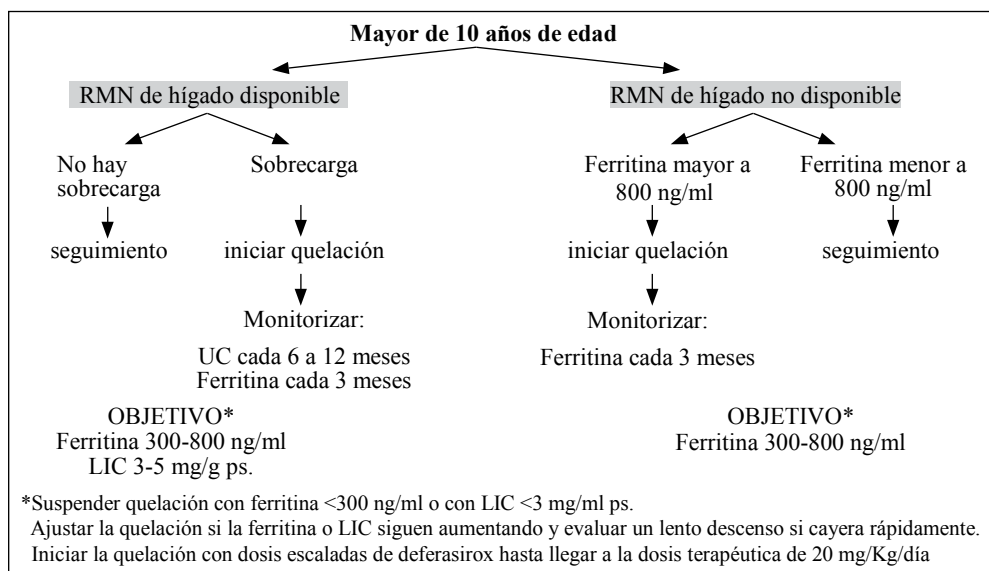 Mayor de 10 años de edad
RMN de hígado disponible
RMN de hígado no disponible
No hay
sobrecarga
Sobrecarga
Ferritina mayor a
800 ng/ml
Ferritina menor a
800 ng/ml
seguimiento
iniciar quelación
iniciar quelación
seguimiento
Monitorizar:
UC cada 6 a 12 meses
Ferritina cada 3 meses
Monitorizar:
Ferritina cada 3 meses
OBJETIVO*
Ferritina 300-800 ng/ml
LIC 3-5 mg/g ps.
OBJETIVO*
Ferritina 300-800 ng/ml
*Suspender quelación con ferritina <300 ng/ml o con LIC <3 mg/ml ps.
Ajustar la quelación si la ferritina o LIC siguen aumentando y evaluar un lento descenso si cayera rápidamente.
Iniciar la quelación con dosis escaladas de deferasirox hasta llegar a la dosis terapéutica de 20 mg/Kg/día